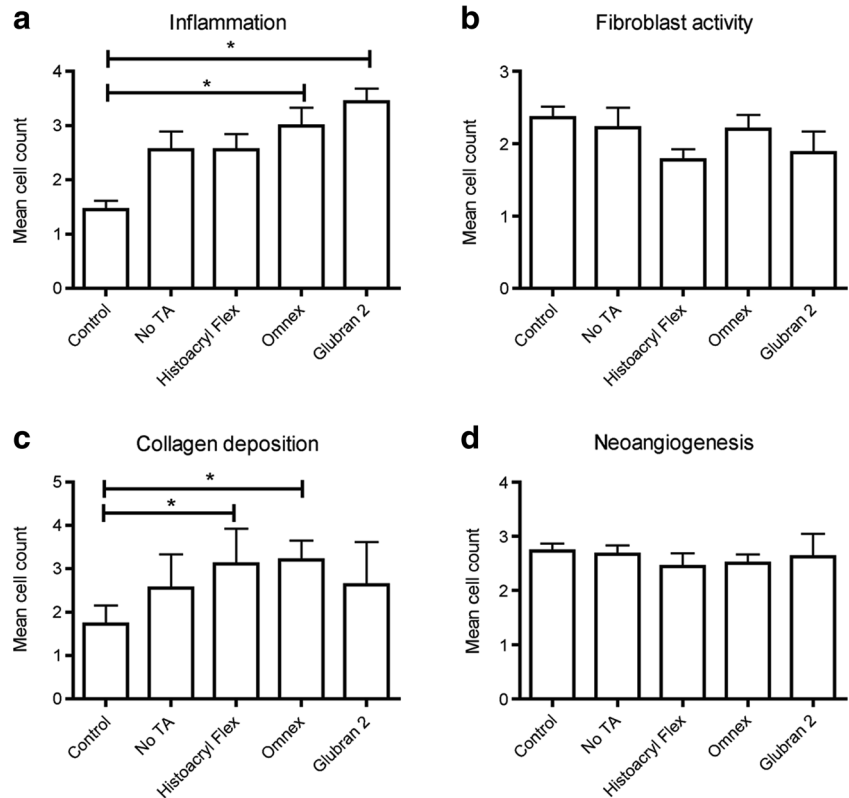 a
Inflammation
*
*
4
3
2
1
0
Mean cell count
Control
No TA
Histoacryl Flex
Omnex
Glubran 2
b
Fibroblast activity
3
2
1
0
Mean cell count
Control
No TA
Histoacryl Flex
Omnex
Glubran 2
c
Collagen deposition
*
*
5
4
3
2
1
0
Mean cell count
Control
No TA
Histoacryl Flex
Omnex
Glubran 2
d
Neoangiogenesis
4
3
2
1
0
Mean cell count
Control
No TA
Histoacryl Flex
Omnex
Glubran 2